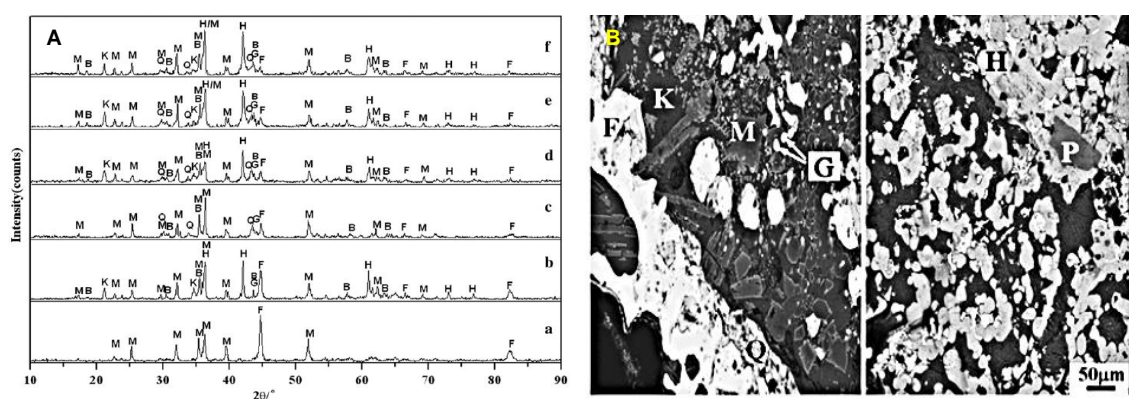 A
H/M
H
M B K M M M Q B M Q K M B M Q B G F M B H M B F M H H F f
H/M
H
M B K M M M Q B M Q K M B M Q B G F M B H M B F M H H F e
M B K M M M Q B M Q K M B H M M H Q B G F M B H M B F M H H F d
M M M Q M B M Q M B M M Q G F M B M B F M F c
M B K M M M B M K M B H M M H B G F M B H M B F M H H F b
M M M M M M F M F a
Intensity(counts)
10 20 30 40 50 60 70 80 90
2θ/°
B
K
F
M
G
O
H
P
50μm